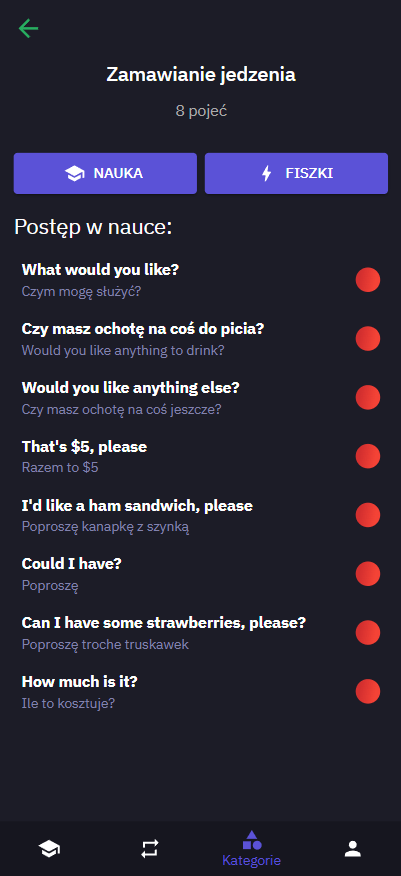 Zamawianie jedzenia
8 pojeć
NAUKA
FISZKI
Postęp w nauce:
What would you like?
Czym mogę służyć?
Czy masz ochotę na coś do picia?
Would you like anything to drink?
Would you like anything else?
Czy masz ochotę na coś jeszcze?
That's $5, please
Razem to $5
I'd like a ham sandwich, please
Poproszę kanapkę z szynką
Could I have?
Poproszę
Can I have some strawberries, please?
Poproszę troche truskawek
How much is it?
Ile to kosztuje?
Kategorie